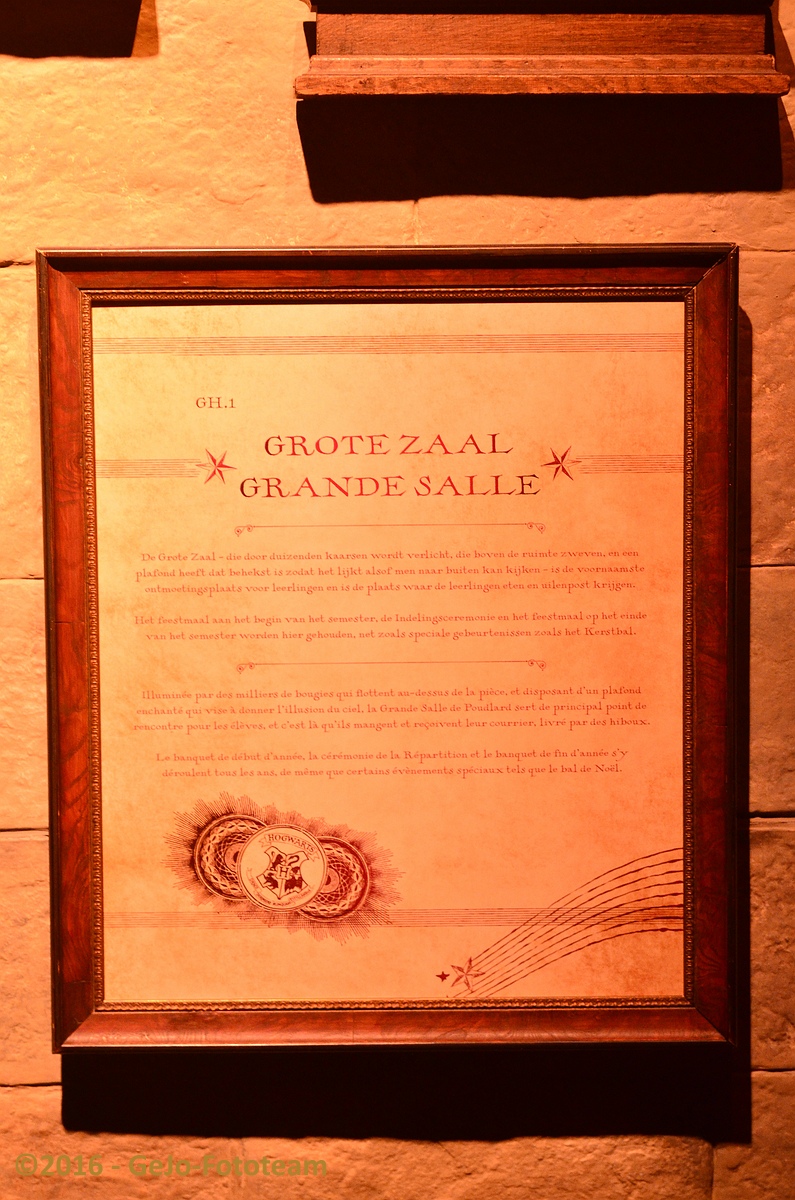 GH.1
GROTE ZAAL
GRANDE SALLE
De Grote Zaal – die door duizenden kaarsen wordt verlicht, die boven de ruimte zweven, en een
plafond heeft dat behekst is zodat het lijkt alsof men naar buiten kan kijken – is de voornaamste
ontmoetingsplaats voor leerlingen en is de plaats waar de leerlingen eten en uilenpost krijgen.
Het feestmaal aan het begin van het semester, de Indelingsceremonie en het feestmaal op het einde
van het semester worden hier gehouden, net zoals speciale gebeurtenissen zoals het Kerstbal.
Illuminée par des milliers de bougies qui flottent au-dessus de la pièce, et disposant d'un plafond
enchanté qui vise à donner l'illusion du ciel, la Grande Salle de Poudlard sert de principal point de
rencontre pour les élèves, et c'est là qu'ils mangent et reçoivent leur courrier, livré par des hiboux.
Le banquet de début d'année, la cérémonie de la Répartition et le banquet de fin d'année s'y
déroulent tous les ans, de même que certains évènements spéciaux tels que le bal de Noël.
HOGWARTS
H
©2016 - GeJo-Fototeam